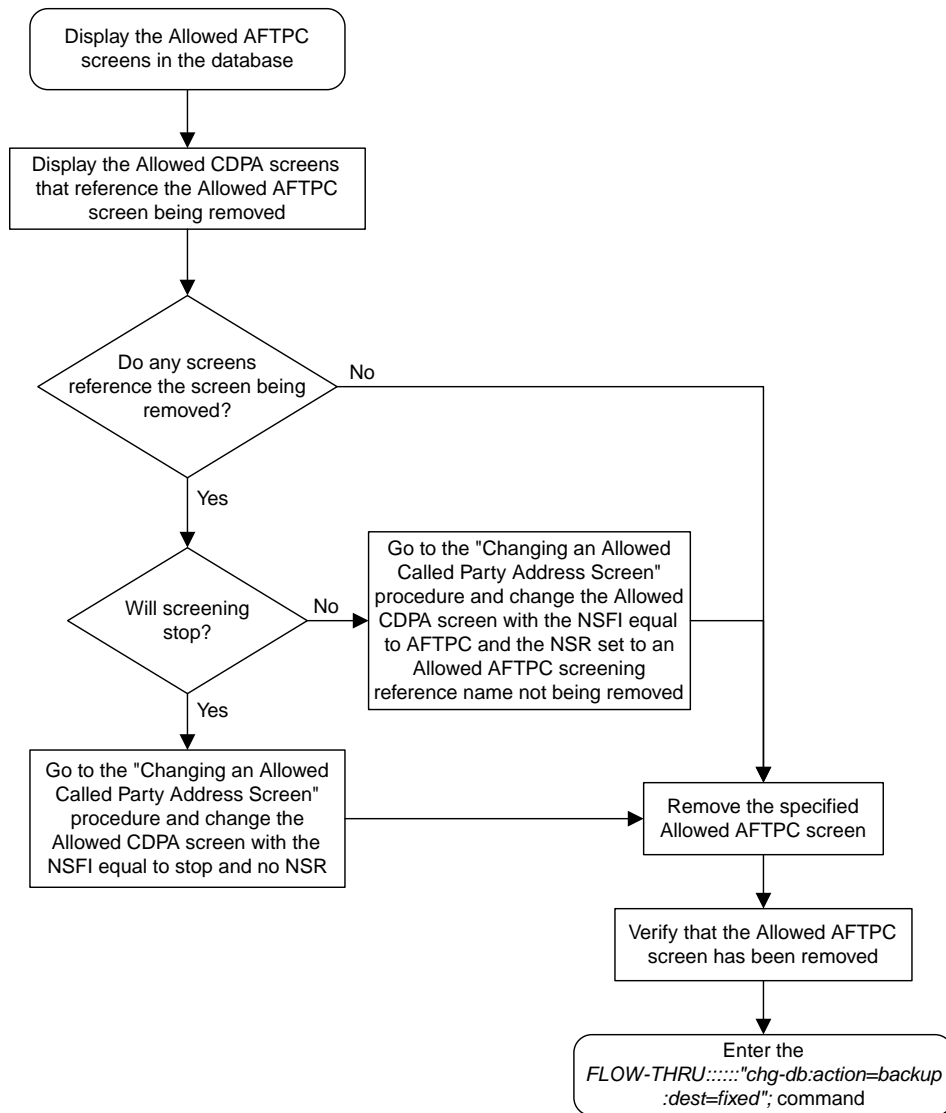 Display the Allowed AFTPC
screens in the database
Display the Allowed CDPA screens
that reference the Allowed AFTPC
screen being removed
Do any screens
reference the screen being
removed?
No
Yes
Will screening
stop?
No
Go to the "Changing an Allowed
Called Party Address Screen"
procedure and change the Allowed
CDPA screen with the NSFI equal
to AFTPC and the NSR set to an
Allowed AFTPC screening
reference name not being removed
Yes
Go to the "Changing an Allowed
Called Party Address Screen"
procedure and change the
Allowed CDPA screen with the
NSFI equal to stop and no NSR
Remove the specified
Allowed AFTPC screen
Verify that the Allowed AFTPC
screen has been removed
Enter the
FLOW-THRU::::::"chg-db:action=backup
:dest=fixed"; command